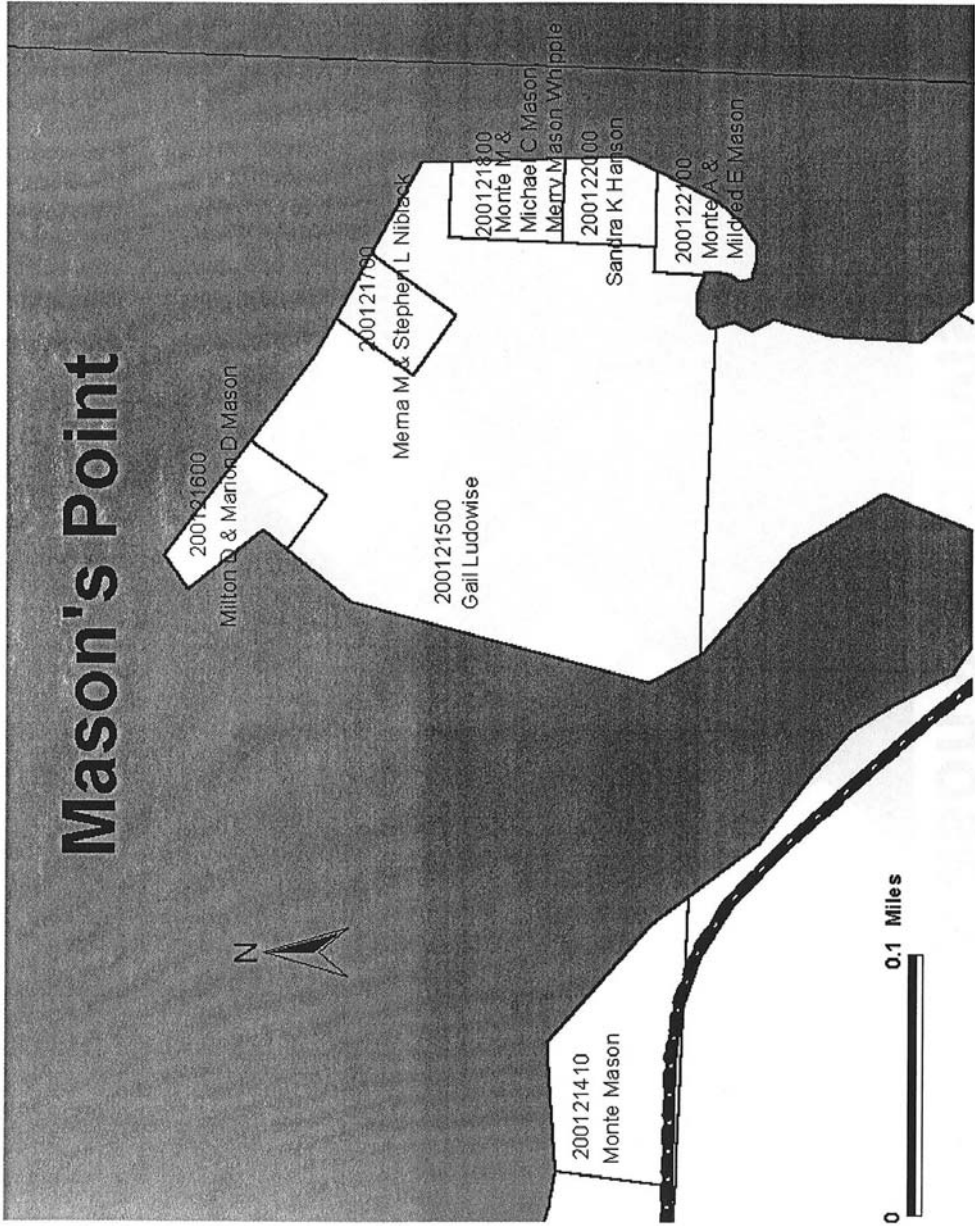 Mason's Point
N
200121600
Milton D & Marion D Mason
200121700
Merna M & Stephen L Niblack
200121800
Monte M &
Michael C Mason
Merry Mason Whipple
200122000
Sandra K Hanson
200122100
Monte A &
Mildred E Mason
200121500
Gail Ludowise
200121410
Monte Mason
0
0.1 Miles